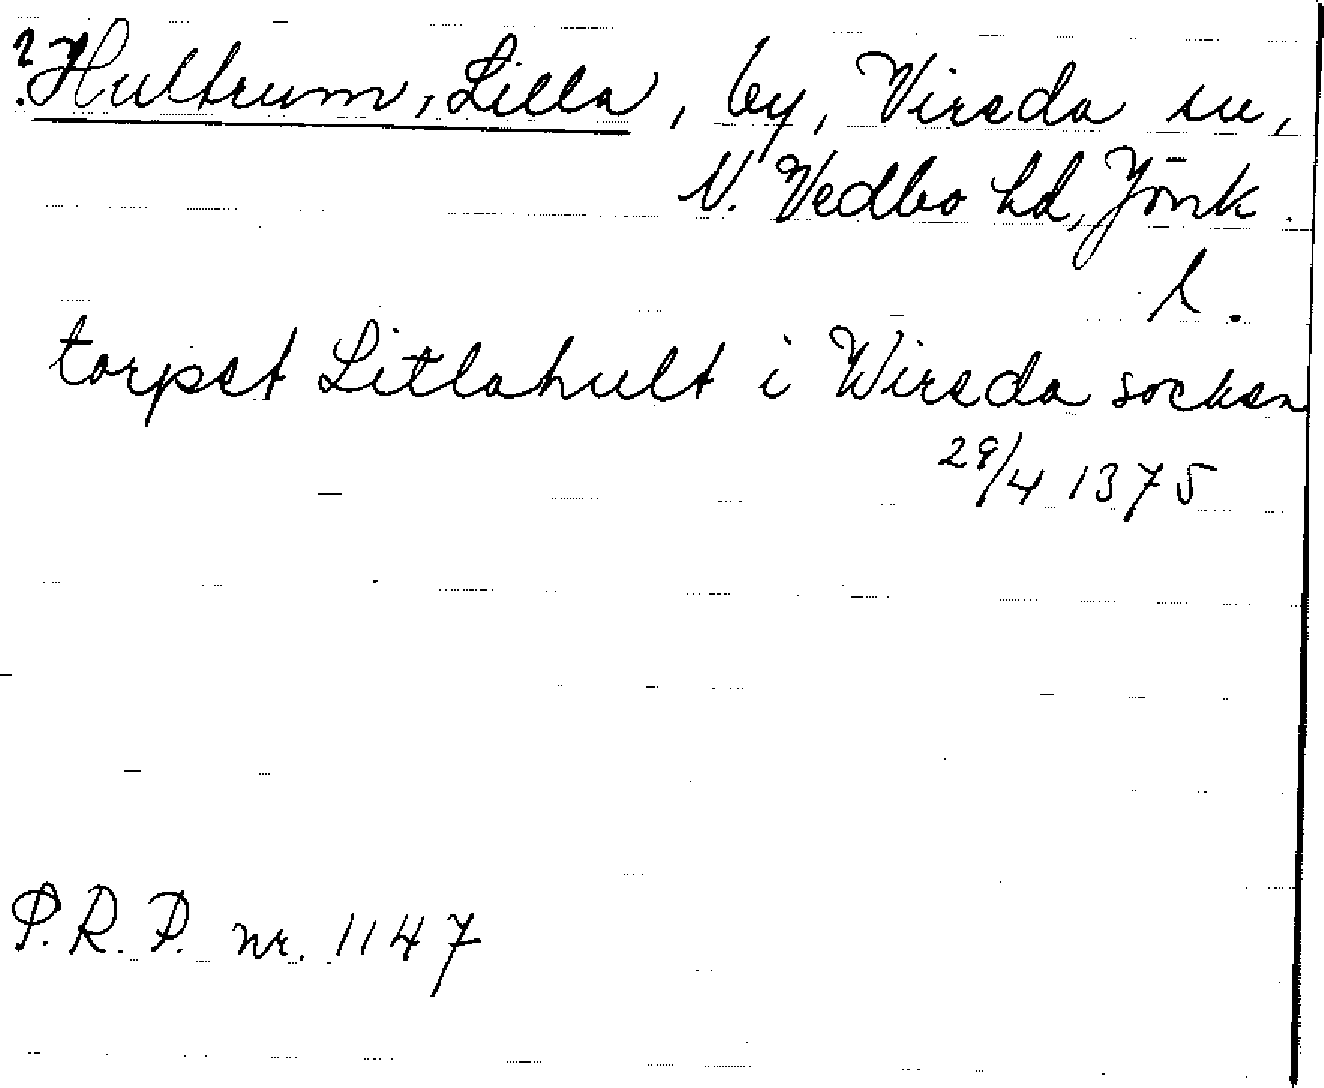 ? Hultrum, Lilla, by, Vireda sn,
N. Vedbo hd, Jönk.
l.
torpet Litlahult i Wireda socken
29/4 1375
P.R.P. nr. 1147